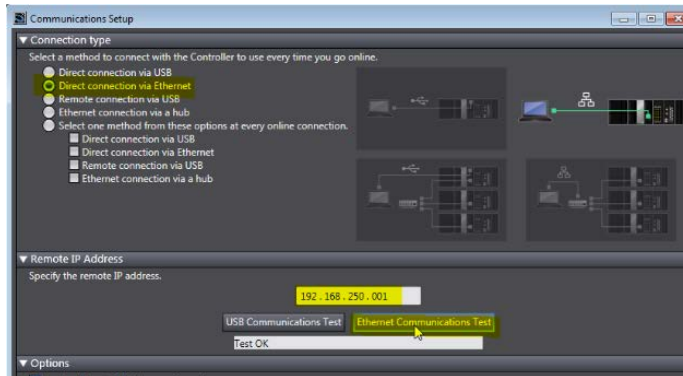 Communications Setup
▼ Connection type
Select a method to connect with the Controller to use every time you go online.
Direct connection via USB
Direct connection via Ethernet
Remote connection via USB
Ethernet connection via a hub
Select one method from these options at every online connection.
Direct connection via USB
Direct connection via Ethernet
Remote connection via USB
Ethernet connection via a hub
▼ Remote IP Address
Specify the remote IP address.
192 . 168 . 250 . 001
USB Communications Test Ethernet Communications Test
Test OK
▼ Options